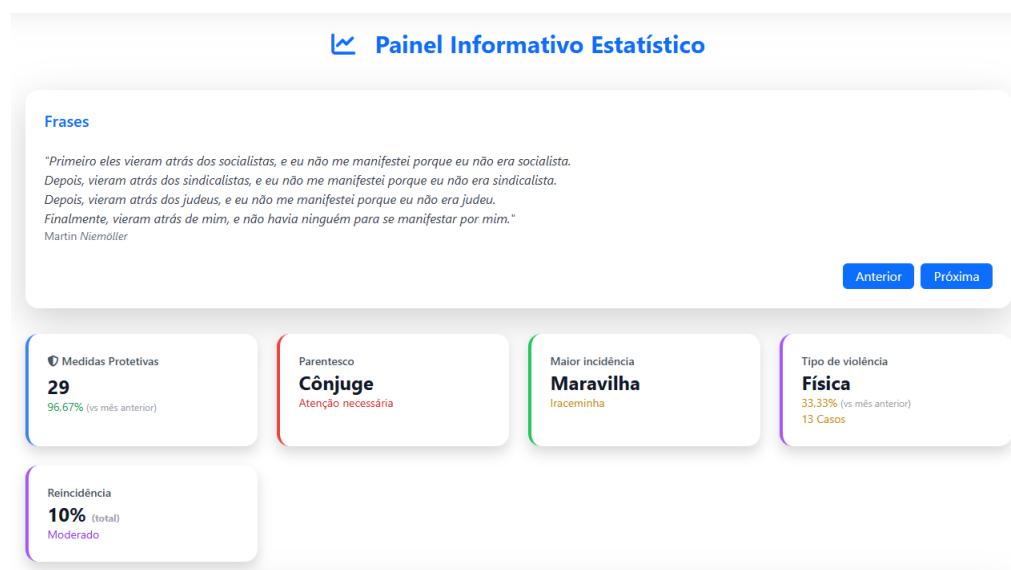 Painel Informativo Estatístico
Frases
"Primeiro eles vieram atrás dos socialistas, e eu não me manifestei porque eu não era socialista.
Depois, vieram atrás dos sindicalistas, e eu não me manifestei porque eu não era sindicalista.
Depois, vieram atrás dos judeus, e eu não me manifestei porque eu não era judeu.
Finalmente, vieram atrás de mim, e não havia ninguém para se manifestar por mim."
Martin Niemöller
Anterior Próxima
Medidas Protetivas
29
96,67% (vs mês anterior)
Parentesco
Cônjuge
Atenção necessária
Maior incidência
Maravilha
Iraceminha
Tipo de violência
Física
33,33% (vs mês anterior)
13 Casos
Reincidência
10% (total)
Moderado